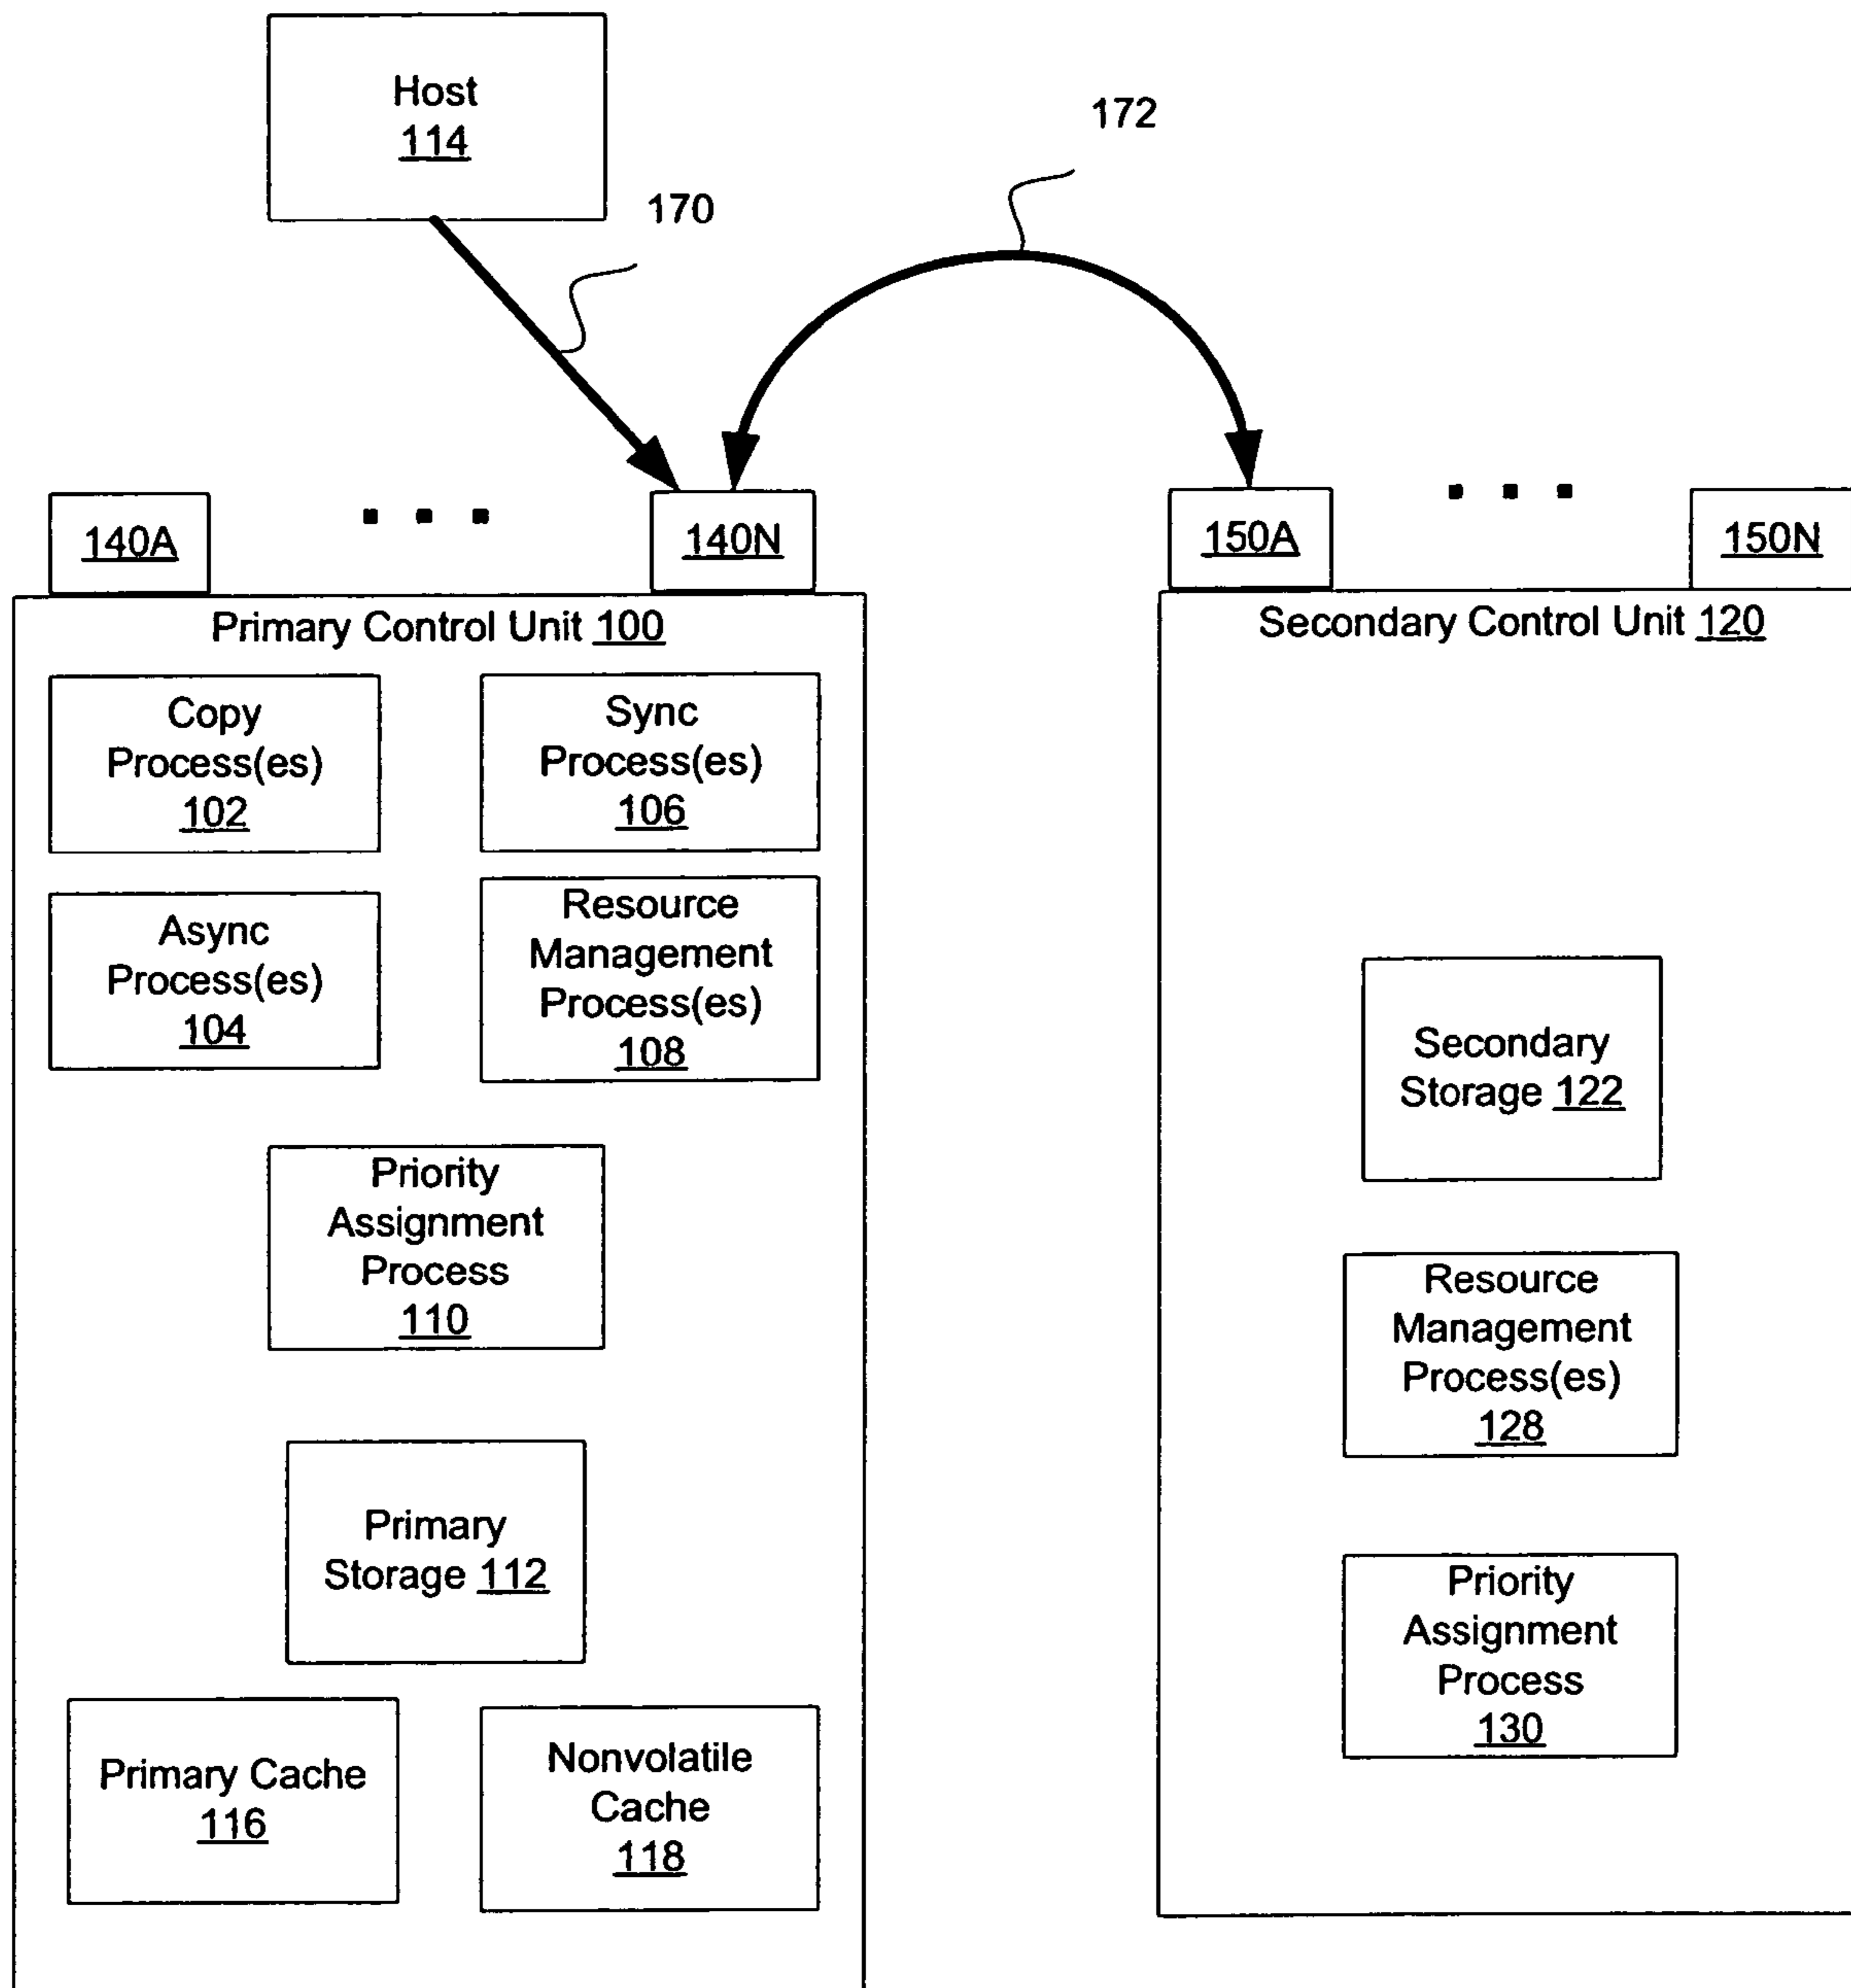 Host
114
170
172
140A
140N
150A
150N
Primary Control Unit 100
Copy
Process(es)
102
Sync
Process(es)
106
Async
Process(es)
104
Resource
Management
Process(es)
108
Priority
Assignment
Process
110
Primary
Storage 112
Primary Cache
116
Nonvolatile
Cache
118
Secondary Control Unit 120
Secondary
Storage 122
Resource
Management
Process(es)
128
Priority
Assignment
Process
130